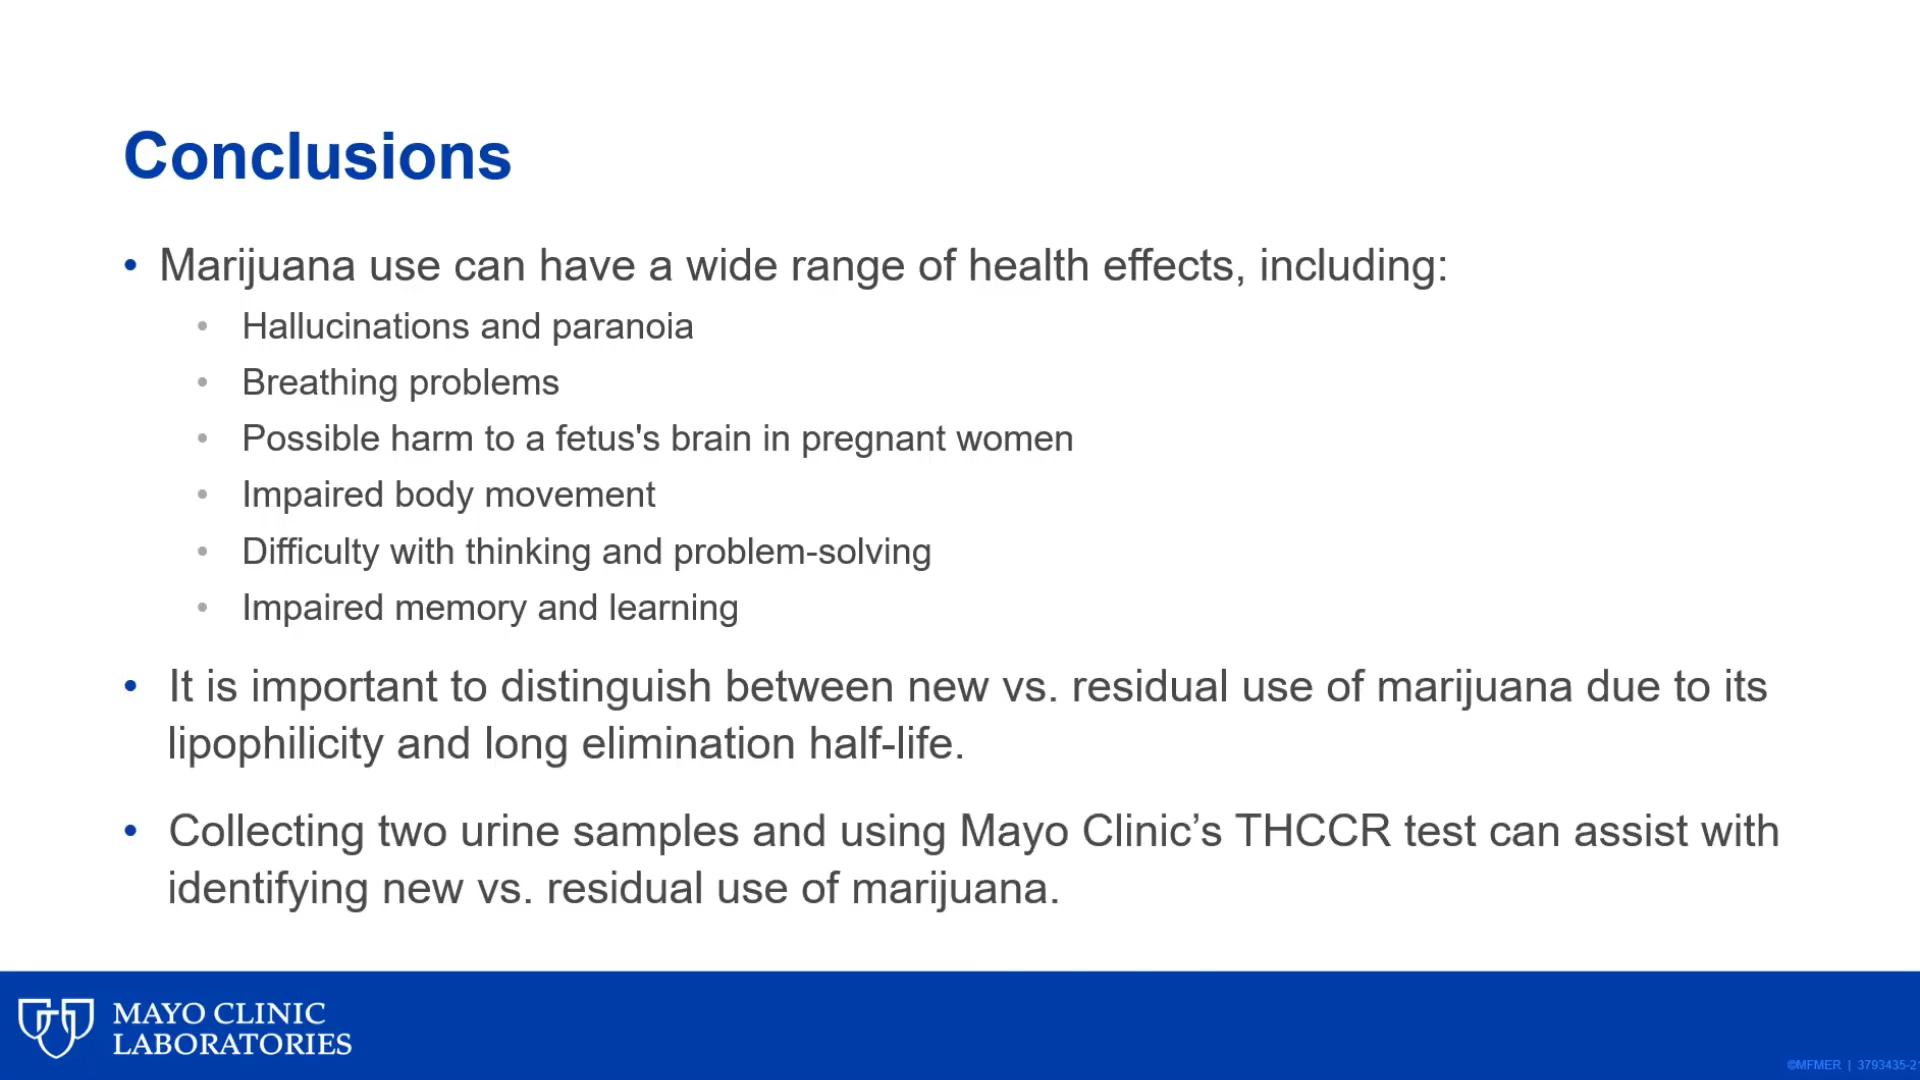 Conclusions
• Marijuana use can have a wide range of health effects, including:
• Hallucinations and paranoia
• Breathing problems
• Possible harm to a fetus's brain in pregnant women
• Impaired body movement
• Difficulty with thinking and problem-solving
• Impaired memory and learning
• It is important to distinguish between new vs. residual use of marijuana due to its
lipophilicity and long elimination half-life.
• Collecting two urine samples and using Mayo Clinic’s THCCR test can assist with
identifying new vs. residual use of marijuana.
MAYO CLINIC
LABORATORIES
©MFMER | 3793435-2